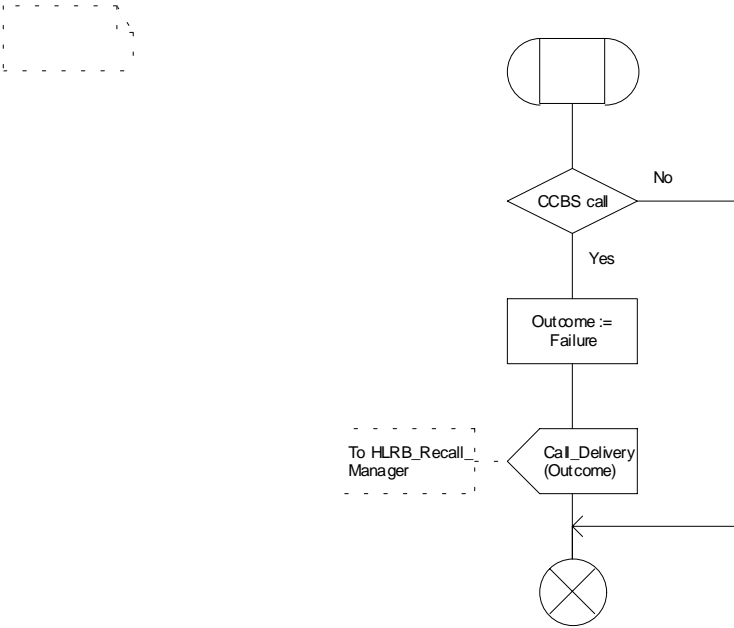 CCBS call
No
Yes
Outcome :=
Failure
To HLRB_Recall_
Manager
Call_Delivery
(Outcome)